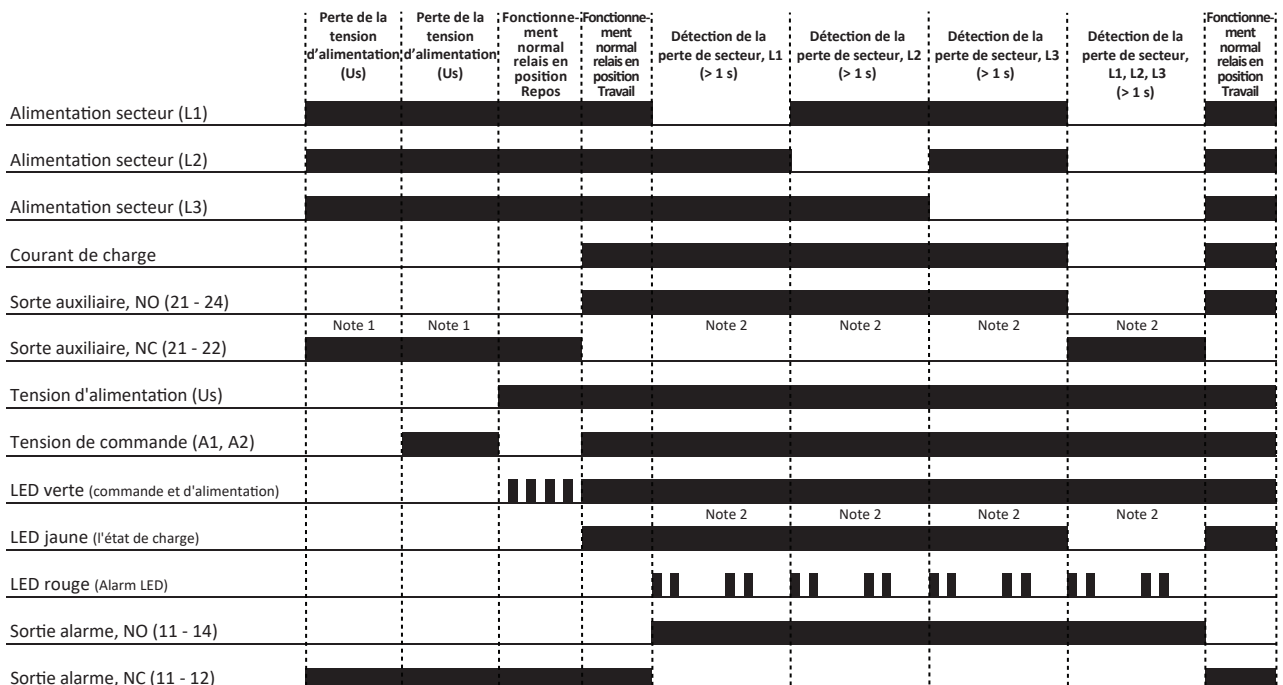 Perte de la tension d'alimentation (Us)
Perte de la tension d'alimentation (Us)
Fonctionne-ment normal relais en position Repos
Fonctionne-ment normal relais en position Travail
Détection de la perte de secteur, L1 (> 1 s)
Détection de la perte de secteur, L2 (> 1 s)
Détection de la perte de secteur, L3 (> 1 s)
Détection de la perte de secteur, L1, L2, L3 (> 1 s)
Fonctionne-ment normal relais en position Travail
Alimentation secteur (L1)
Alimentation secteur (L2)
Alimentation secteur (L3)
Courant de charge
Sorte auxiliaire, NO (21 - 24)
Note 1 Note 1 Note 2 Note 2 Note 2 Note 2
Sorte auxiliaire, NC (21 - 22)
Tension d'alimentation (Us)
Tension de commande (A1, A2)
LED verte (commande et d'alimentation)
Note 2 Note 2 Note 2 Note 2
LED jaune (l'état de charge)
LED rouge (Alarm LED)
Sortie alarme, NO (11 - 14)
Sortie alarme, NC (11 - 12)